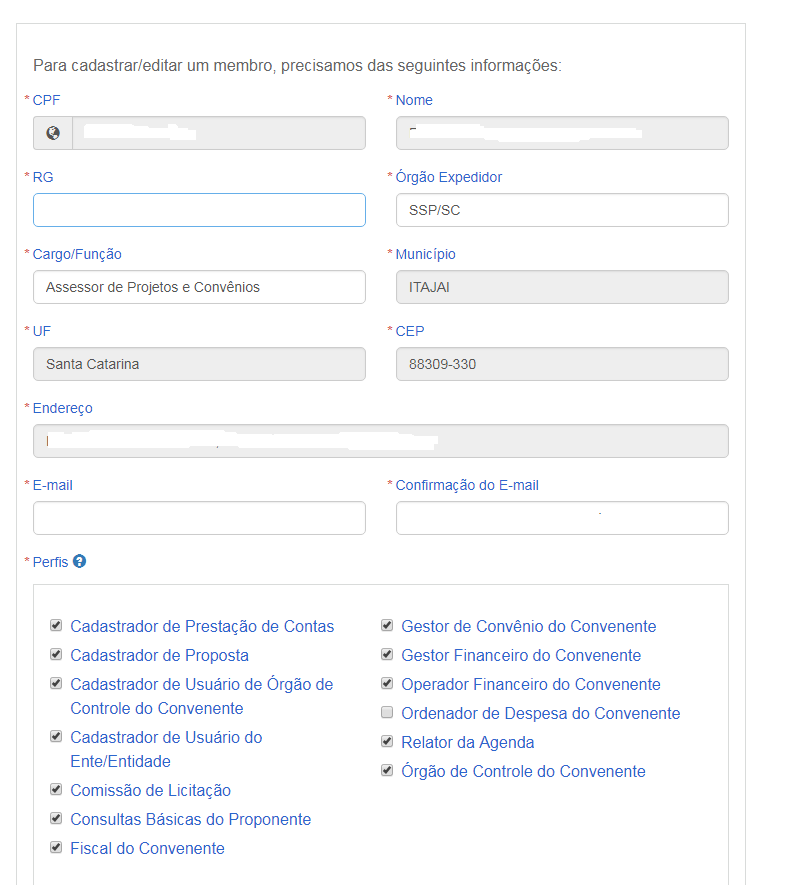 Para cadastrar/editar um membro, precisamos das seguintes informações:
* CPF
* Nome
* RG
* Órgão Expedidor
SSP/SC
* Cargo/Função
* Município
Assessor de Projetos e Convênios
ITAJAI
* UF
* CEP
Santa Catarina
88309-330
* Endereço
* E-mail
* Confirmação do E-mail
* Perfis ?
Cadastrador de Prestação de Contas
Cadastrador de Proposta
Cadastrador de Usuário de Órgão de
Controle do Convenente
Cadastrador de Usuário do
Ente/Entidade
Comissão de Licitação
Consultas Básicas do Proponente
Fiscal do Convenente
Gestor de Convênio do Convenente
Gestor Financeiro do Convenente
Operador Financeiro do Convenente
Ordenador de Despesa do Convenente
Relator da Agenda
Órgão de Controle do Convenente